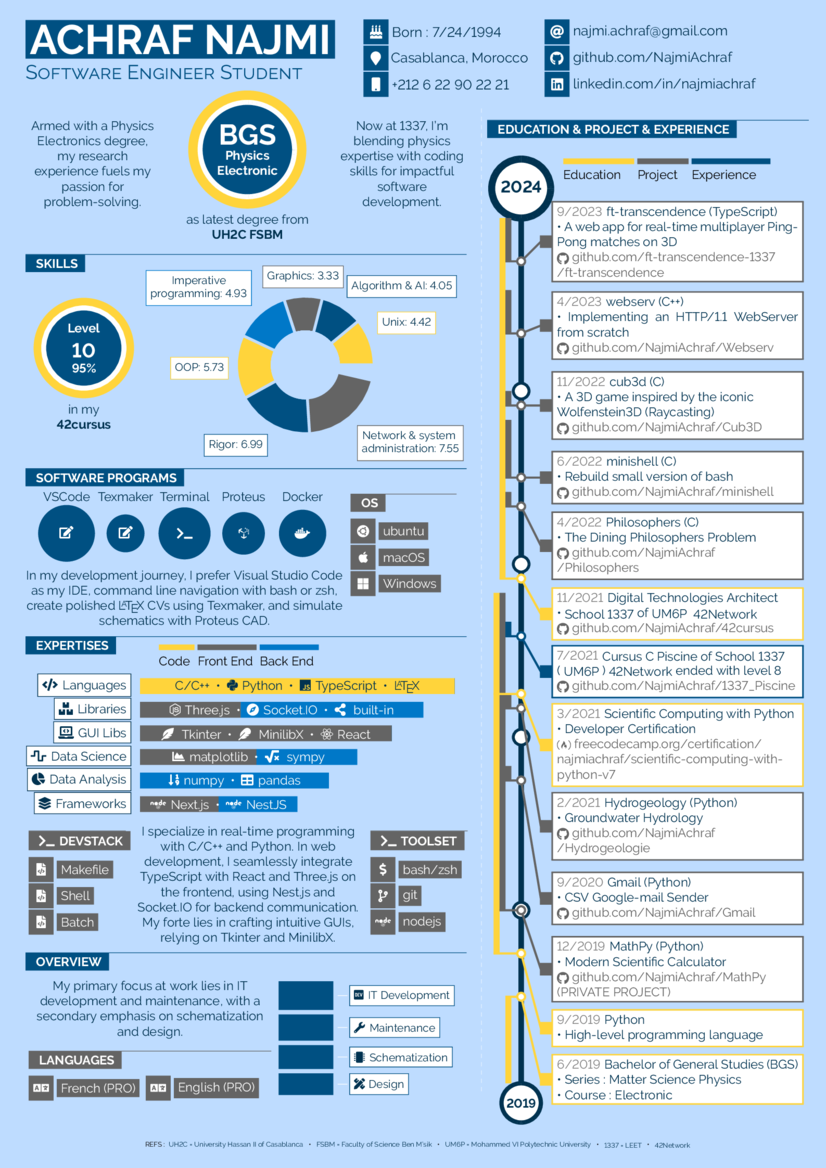 ACHRAF NAJMI
SOFTWARE ENGINEER STUDENT
Born : 7/24/1994
Casablanca, Morocco
+212 6 22 90 22 21
najmi.achraf@gmail.com
github.com/NajmiAchraf
linkedin.com/in/najmiachraf
Armed with a Physics
Electronics degree,
my research
experience fuels my
passion for
problem-solving.
BGS
Physics
Electronic
as latest degree from
UH2C FSBM
Now at 1337, I'm
blending physics
expertise with coding
skills for impactful
software
development.
SKILLS
Level
10
95%
in my
42cursus
Imperative
programming: 4.93
Graphics: 3.33
Algorithm & AI: 4.05
Unix: 4.42
OOP: 5.73
Rigor: 6.99
Network & system
administration: 7.55
SOFTWARE PROGRAMS
VSCode Texmaker Terminal Proteus Docker
In my development journey, I prefer Visual Studio Code
as my IDE, command line navigation with bash or zsh,
create polished LATEX CVs using Texmaker, and simulate
schematics with Proteus CAD.
OS
ubuntu
macOS
Windows
EXPERTISES
Code Front End Back End
Languages
C/C++ • Python • TS TypeScript • LATEX
Libraries
Three.js • Socket.IO • built-in
GUI Libs
Tkinter • MinilibX • React
Data Science
matplotlib • sympy
Data Analysis
numpy • pandas
Frameworks
node Next.js • node NestJS
DEVSTACK
Makefile
Shell
Batch
I specialize in real-time programming
with C/C++ and Python. In web
development, I seamlessly integrate
TypeScript with React and Three.js on
the frontend, using Nest.js and
Socket.IO for backend communication.
My forte lies in crafting intuitive GUIs,
relying on Tkinter and MinilibX.
TOOLSET
bash/zsh
git
node nodejs
OVERVIEW
My primary focus at work lies in IT
development and maintenance, with a
secondary emphasis on schematization
and design.
DEV IT Development
Maintenance
Schematization
Design
LANGUAGES
French (PRO)
English (PRO)
EDUCATION & PROJECT & EXPERIENCE
2024
Education Project Experience
9/2023 ft-transcendence (TypeScript)
• A web app for real-time multiplayer Ping-
Pong matches on 3D
github.com/ft-transcendence-1337
/ft-transcendence
4/2023 webserv (C++)
• Implementing an HTTP/1.1 WebServer
from scratch
github.com/NajmiAchraf/Webserv
11/2022 cub3d (C)
• A 3D game inspired by the iconic
Wolfenstein3D (Raycasting)
github.com/NajmiAchraf/Cub3D
6/2022 minishell (C)
• Rebuild small version of bash
github.com/NajmiAchraf/minishell
4/2022 Philosophers (C)
• The Dining Philosophers Problem
github.com/NajmiAchraf
/Philosophers
11/2021 Digital Technologies Architect
• School 1337 of UM6P 42Network
github.com/NajmiAchraf/42cursus
7/2021 Cursus C Piscine of School 1337
( UM6P ) 42Network ended with level 8
github.com/NajmiAchraf/1337_Piscine
3/2021 Scientific Computing with Python
• Developer Certification
freecodecamp.org/certification/
najmiachraf/scientific-computing-with-
python-v7
2/2021 Hydrogeology (Python)
• Groundwater Hydrology
github.com/NajmiAchraf
/Hydrogeologie
9/2020 Gmail (Python)
• CSV Google-mail Sender
github.com/NajmiAchraf/Gmail
12/2019 MathPy (Python)
• Modern Scientific Calculator
github.com/NajmiAchraf/MathPy
(PRIVATE PROJECT)
9/2019 Python
• High-level programming language
6/2019 Bachelor of General Studies (BGS)
• Series : Matter Science Physics
• Course : Electronic
2019
REFS : UH2C = University Hassan II of Casablanca • FSBM = Faculty of Science Ben M'sik • UM6P = Mohammed VI Polytechnic University • 1337 = LEET • 42Network